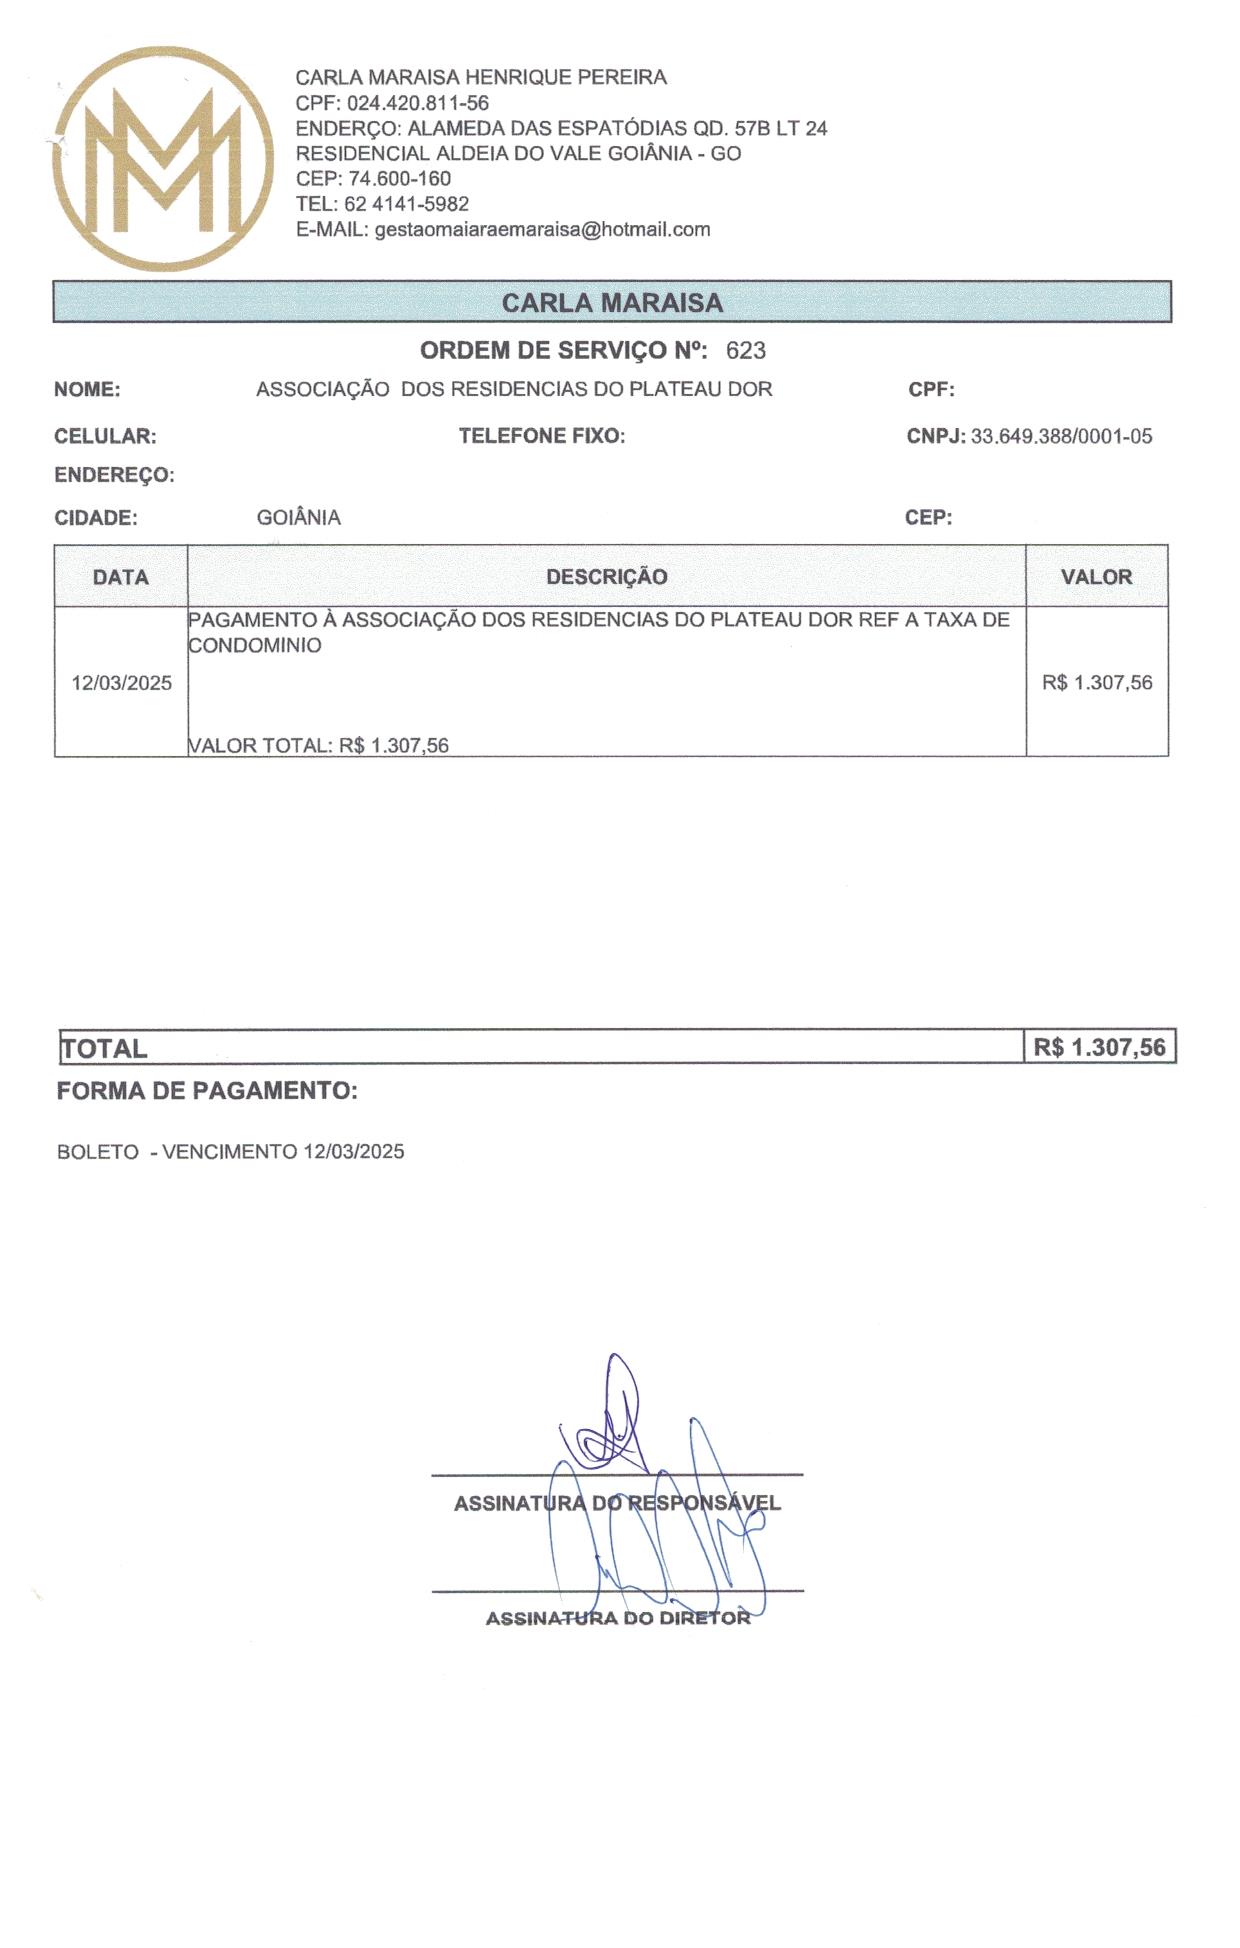 CARLA MARAISA HENRIQUE PEREIRA
CPF: 024.420.811-56
ENDERÇO: ALAMEDA DAS ESPATÓDIAS QD. 57B LT 24
RESIDENCIAL ALDEIA DO VALE GOIÂNIA - GO
CEP: 74.600-160
TEL: 62 4141-5982
E-MAIL: gestaomaiaraemaraisa@hotmail.com
CARLA MARAISA
ORDEM DE SERVIÇO Nº: 623
NOME: ASSOCIAÇÃO DOS RESIDENCIAS DO PLATEAU DOR CPF:
CELULAR: TELEFONE FIXO: CNPJ: 33.649.388/0001-05
ENDEREÇO:
CIDADE: GOIÂNIA CEP:
DATA DESCRIÇÃO VALOR
PAGAMENTO À ASSOCIAÇÃO DOS RESIDENCIAS DO PLATEAU DOR REF A TAXA DE
CONDOMINIO
12/03/2025 R$ 1.307,56
VALOR TOTAL: R$ 1.307,56
TOTAL R$ 1.307,56
FORMA DE PAGAMENTO:
BOLETO - VENCIMENTO 12/03/2025
ASSINATURA DO RESPONSÁVEL
ASSINATURA DO DIRETOR